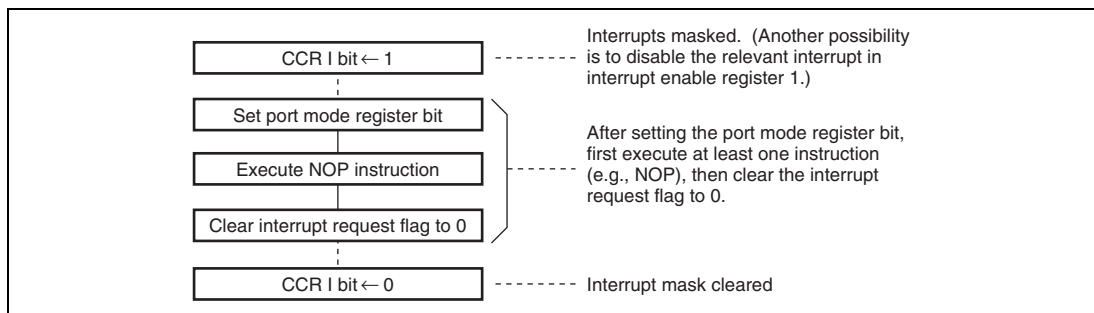 CCR I bit ← 1
Interrupts masked. (Another possibility
is to disable the relevant interrupt in
interrupt enable register 1.)
Set port mode register bit
Execute NOP instruction
Clear interrupt request flag to 0
After setting the port mode register bit,
first execute at least one instruction
(e.g., NOP), then clear the interrupt
request flag to 0.
CCR I bit ← 0
Interrupt mask cleared